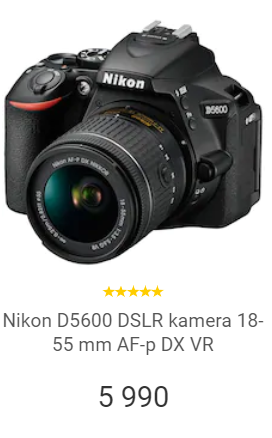 Nikon
D5600
Nikon D5600 DSLR kamera 18-
55 mm AF-p DX VR
5 990